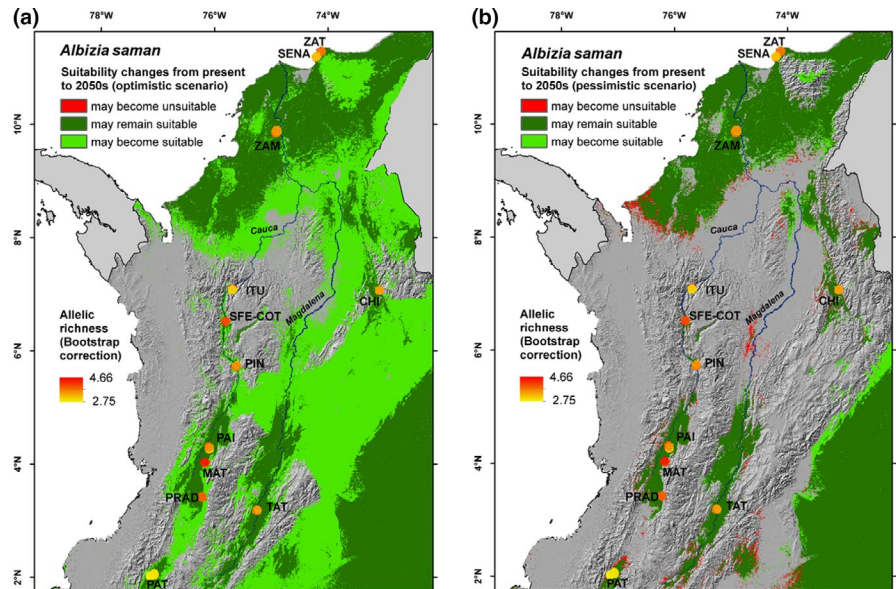 (a)
78°W 76°W 74°W
Albizia saman
Suitability changes from present
to 2050s (optimistic scenario)
may become unsuitable
may remain suitable
may become suitable
ZAT
SENA
10°N
ZAM
8°N
Cauca
ITU
Magdalena
CHI
Allelic
richness
(Bootstrap
correction)
SFE-COT
6°N
PIN
4.66
2.75
PAI
4°N
MAT
PRAD
TAT
2°N
PAT
(b)
78°W 76°W 74°W
Albizia saman
Suitability changes from present
to 2050s (pessimistic scenario)
may become unsuitable
may remain suitable
may become suitable
ZAT
SENA
10°N
ZAM
8°N
Cauca
ITU
Magdalena
CHI
Allelic
richness
(Bootstrap
correction)
SFE-COT
6°N
PIN
4.66
2.75
PAI
4°N
MAT
PRAD
TAT
2°N
PAT